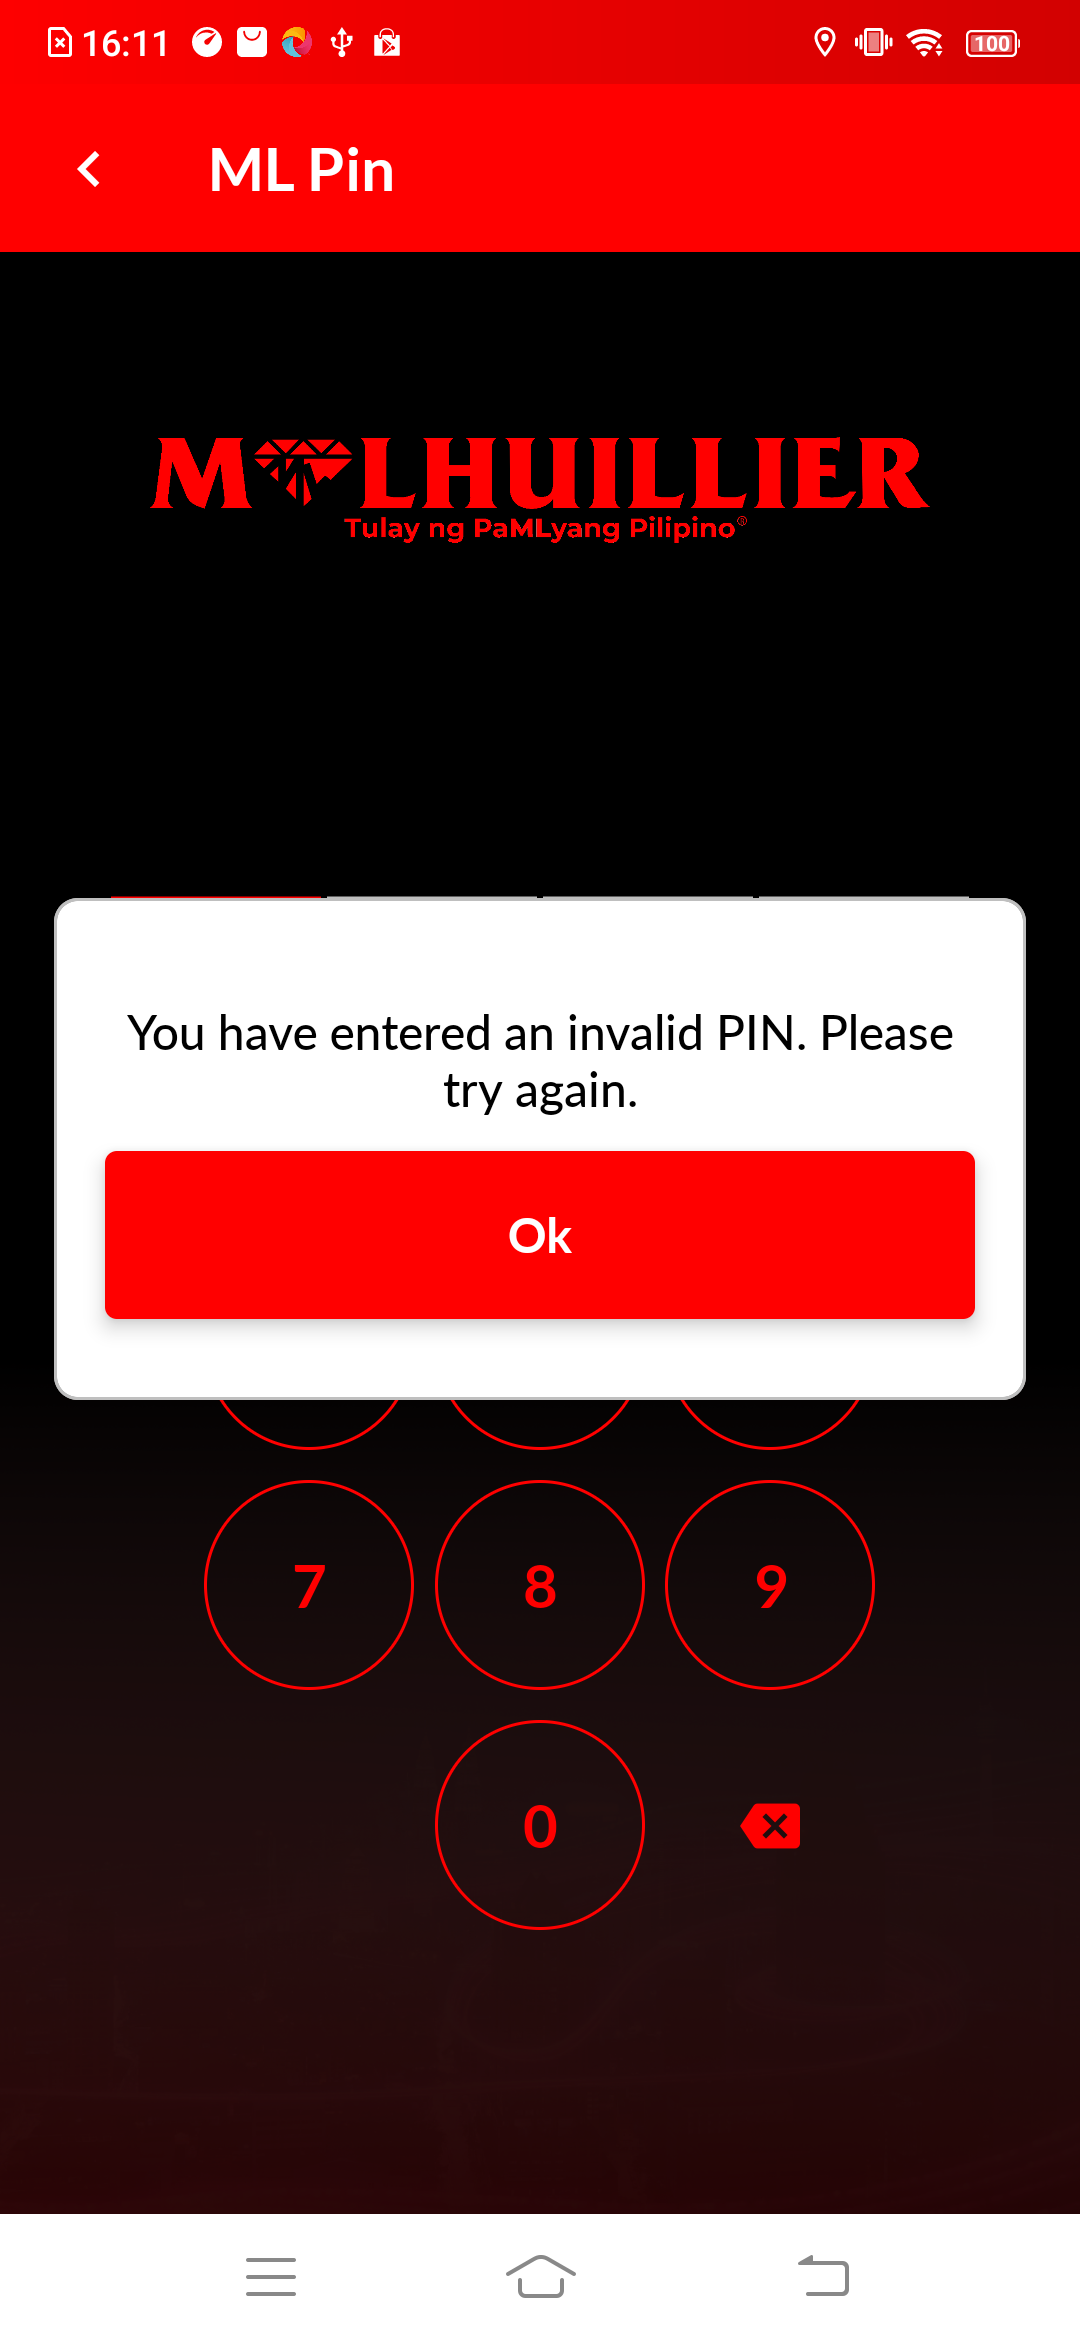 16:11
100
ML Pin
M LHUILLIER
Tulay ng PaMLyang Pilipino®
You have entered an invalid PIN. Please
try again.
Ok
7 8 9
0